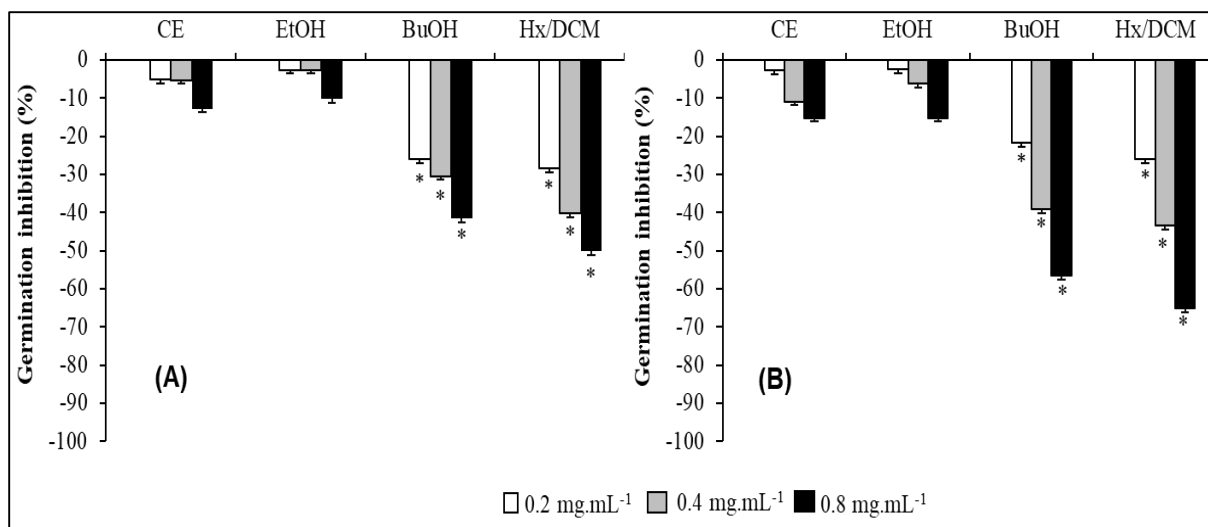 CE EtOH BuOH Hx/DCM
0
-10
-20
-30
-40
-50
-60
-70
-80
-90
-100
Germination inhibition (%)
* * * * * *
(A)
CE EtOH BuOH Hx/DCM
0
-10
-20
-30
-40
-50
-60
-70
-80
-90
-100
Germination inhibition (%)
* * * * * *
(B)
0.2 mg.mL⁻¹ 0.4 mg.mL⁻¹ 0.8 mg.mL⁻¹